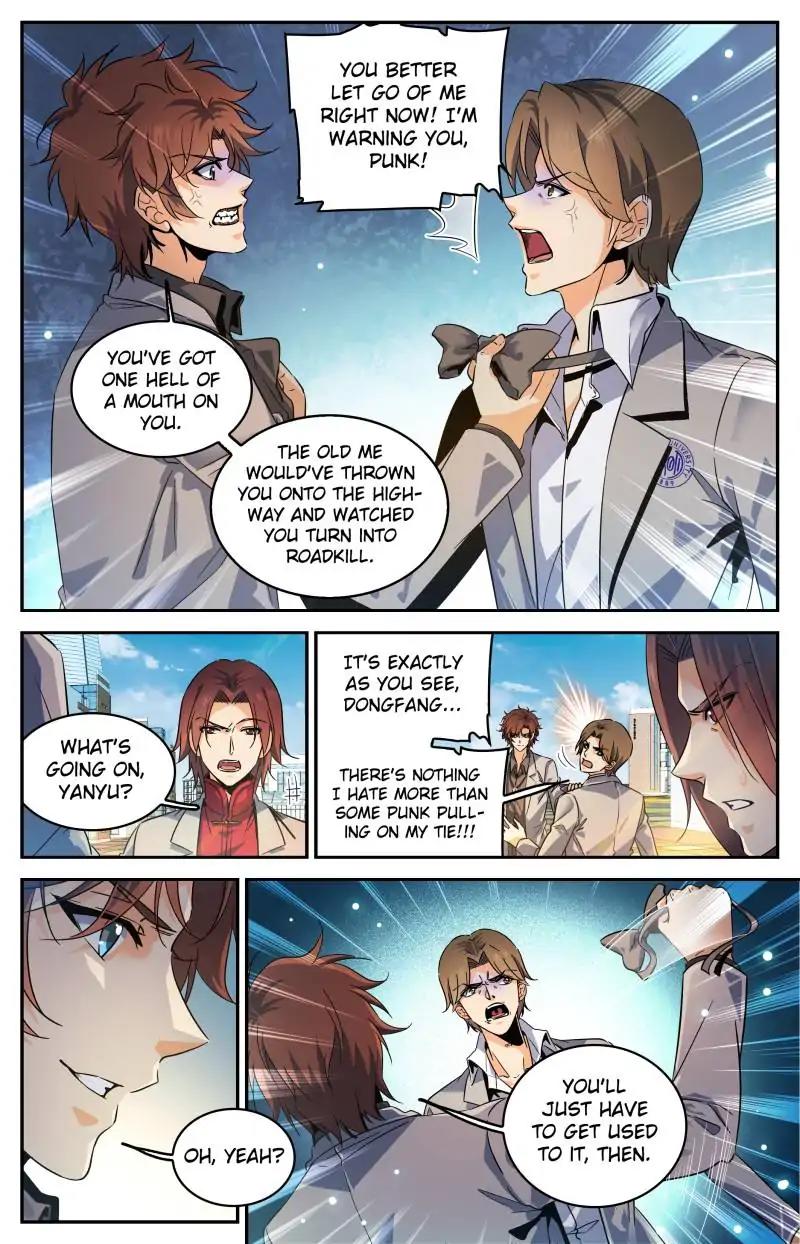 YOU BETTER
LET GO OF ME
RIGHT NOW! I'M
WARNING YOU,
PUNK!
YOU'VE GOT
ONE HELL OF
A MOUTH ON
YOU.
THE OLD ME
WOULD'VE THROWN
YOU ONTO THE HIGH-
WAY AND WATCHED
YOU TURN INTO
ROADKILL.
WHAT'S
GOING ON,
YANYU?
IT'S EXACTLY
AS YOU SEE,
DONGFANG...
THERE'S NOTHING
I HATE MORE THAN
SOME PUNK PULL-
ING ON MY TIE!!!
OH, YEAH?
YOU'LL
JUST HAVE
TO GET USED
TO IT, THEN.